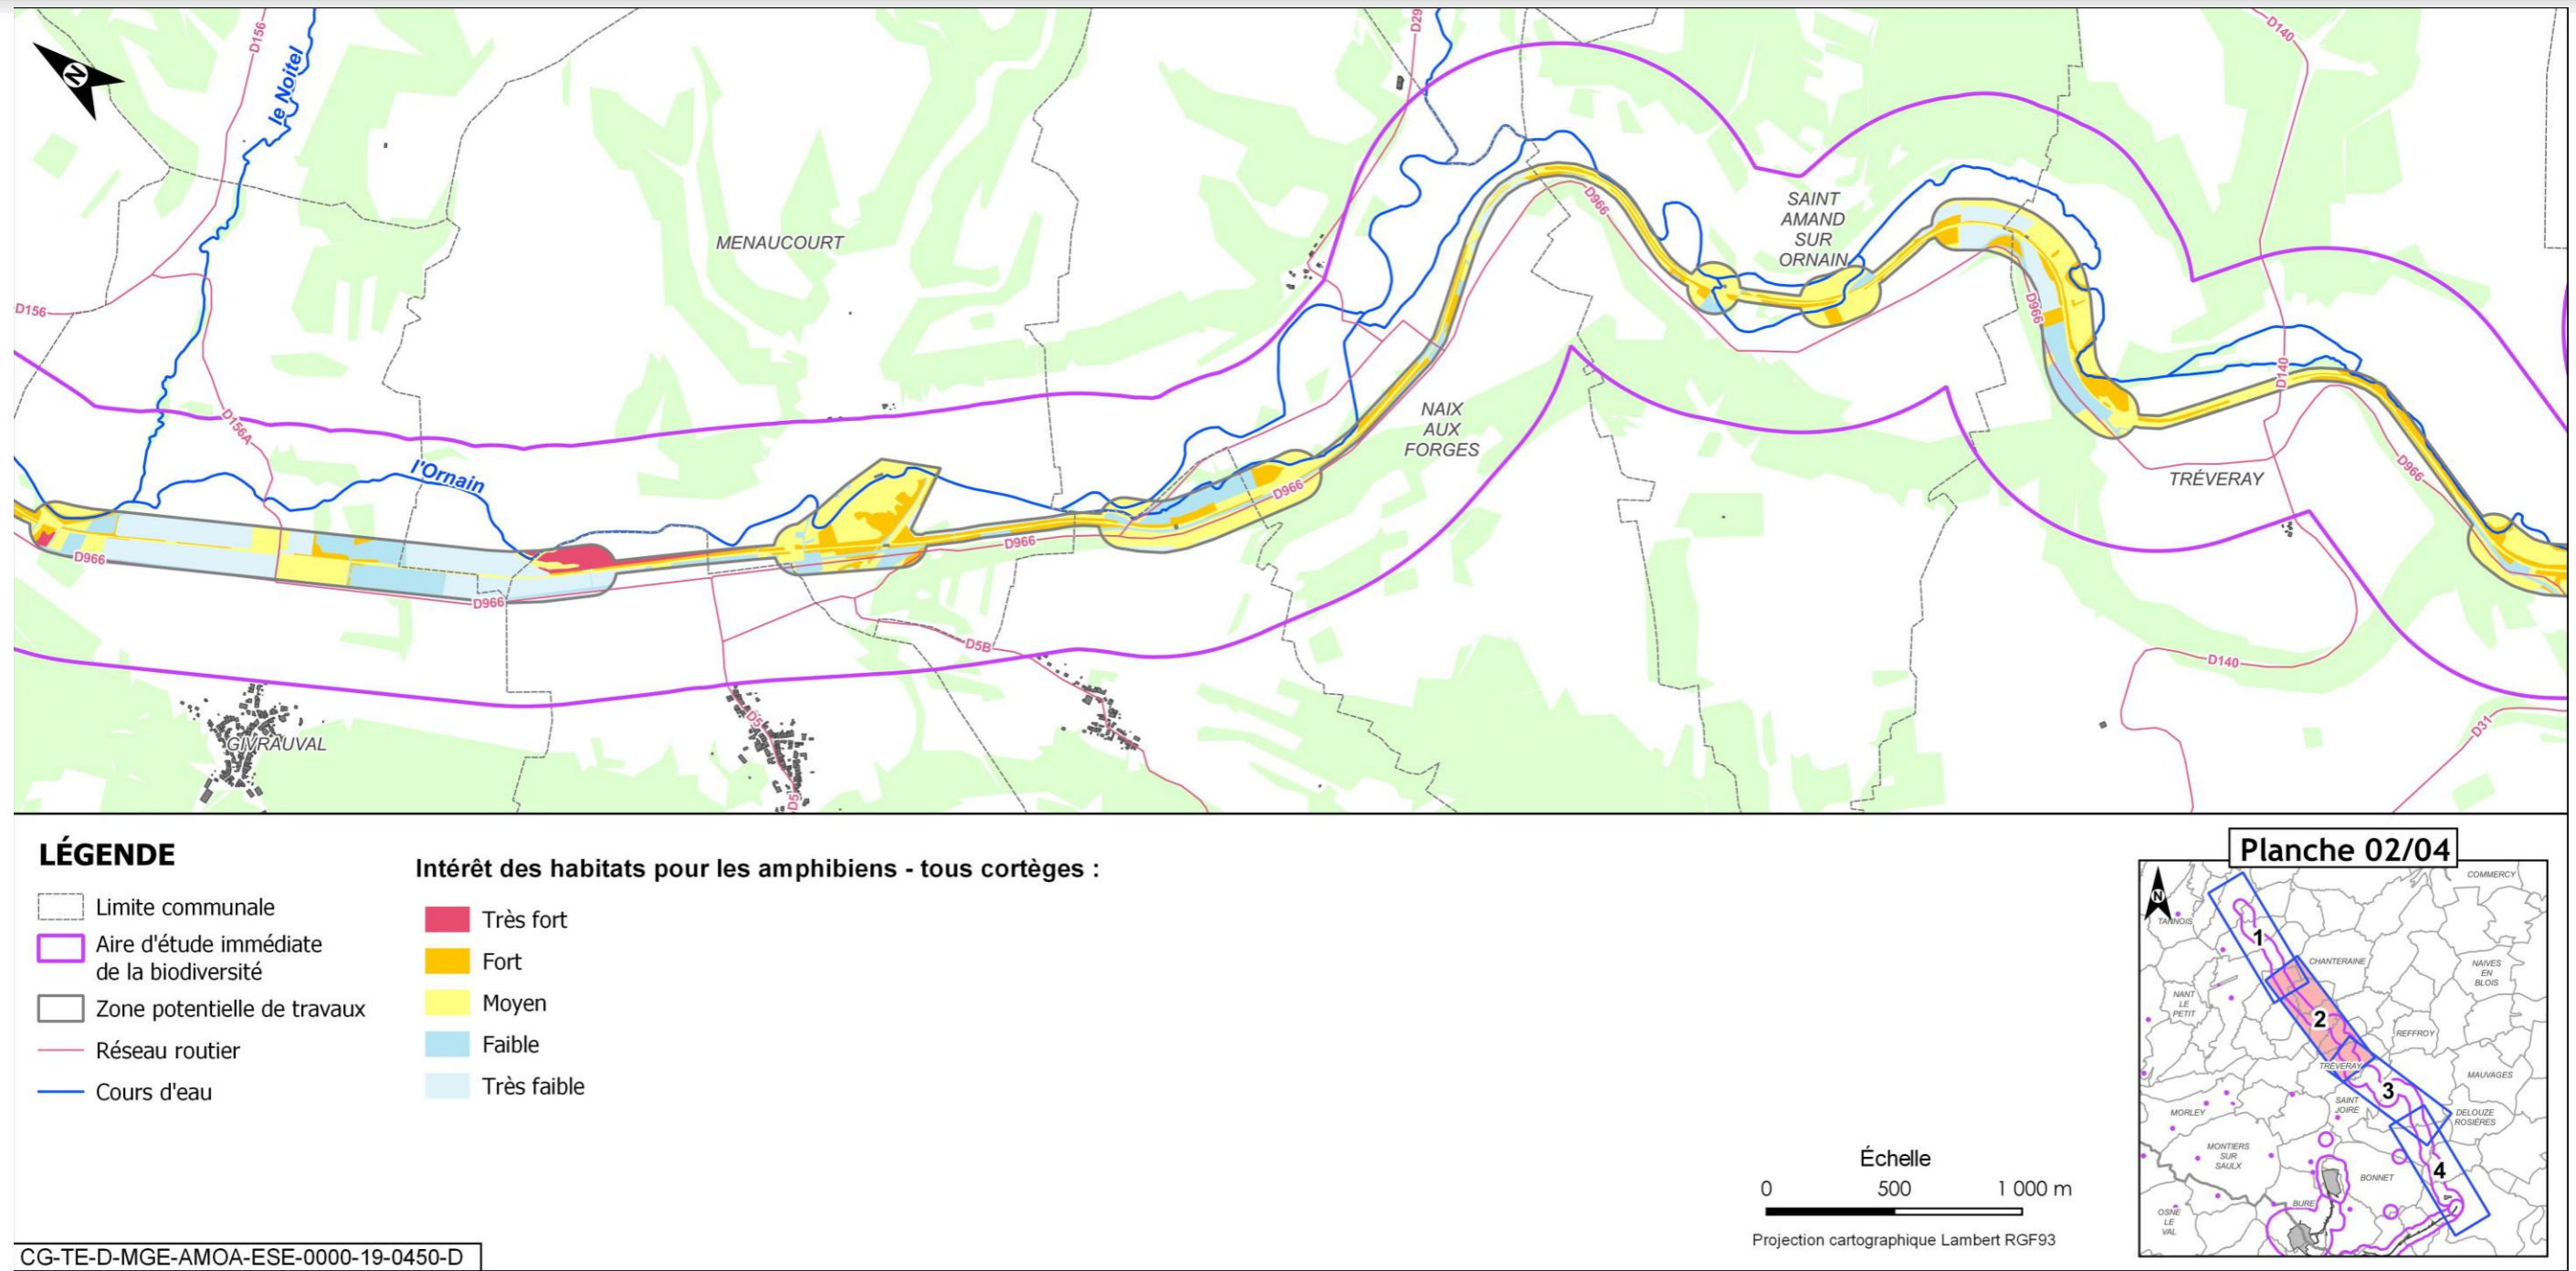 N
D156
le Noitel
D29
D140
MENAUCOURT
SAINT
AMAND
SUR
ORNAIN
D966
D156
D156A
D966
D140
NAIX
AUX
FORGES
l'Ornain
D966
D966
TRÉVERAY
D966
D966
D966
D5B
D140
D5
GIVRAUVAL
D31
D5
LÉGENDE
Limite communale
Aire d'étude immédiate
de la biodiversité
Zone potentielle de travaux
Réseau routier
Cours d'eau
Intérêt des habitats pour les amphibiens - tous cortèges :
Très fort
Fort
Moyen
Faible
Très faible
Échelle
0 500 1 000 m
Projection cartographique Lambert RGF93
Planche 02/04
N
COMMERCY
TANNOIS
1
CHANTERAINE
NAIVES
EN
BLOIS
NANT
LE
PETIT
2
REFFROY
TRÉVERAY
MAUVAGES
3
SAINT
JOIRE
MORLEY
DELOUZE
ROSIÈRES
MONTIERS
SUR
SAULX
4
BONNET
BURE
OSNE
LE
VAL
CG-TE-D-MGE-AMOA-ESE-0000-19-0450-D